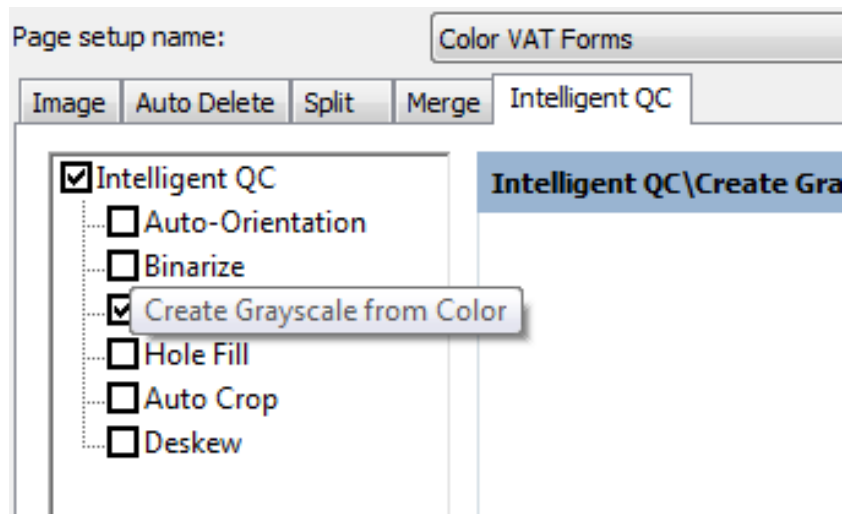 Page setup name: Color VAT Forms
Image Auto Delete Split Merge Intelligent QC
Intelligent QC
Intelligent QC\Create Gra
Auto-Orientation
Binarize
Create Grayscale from Color
Hole Fill
Auto Crop
Deskew